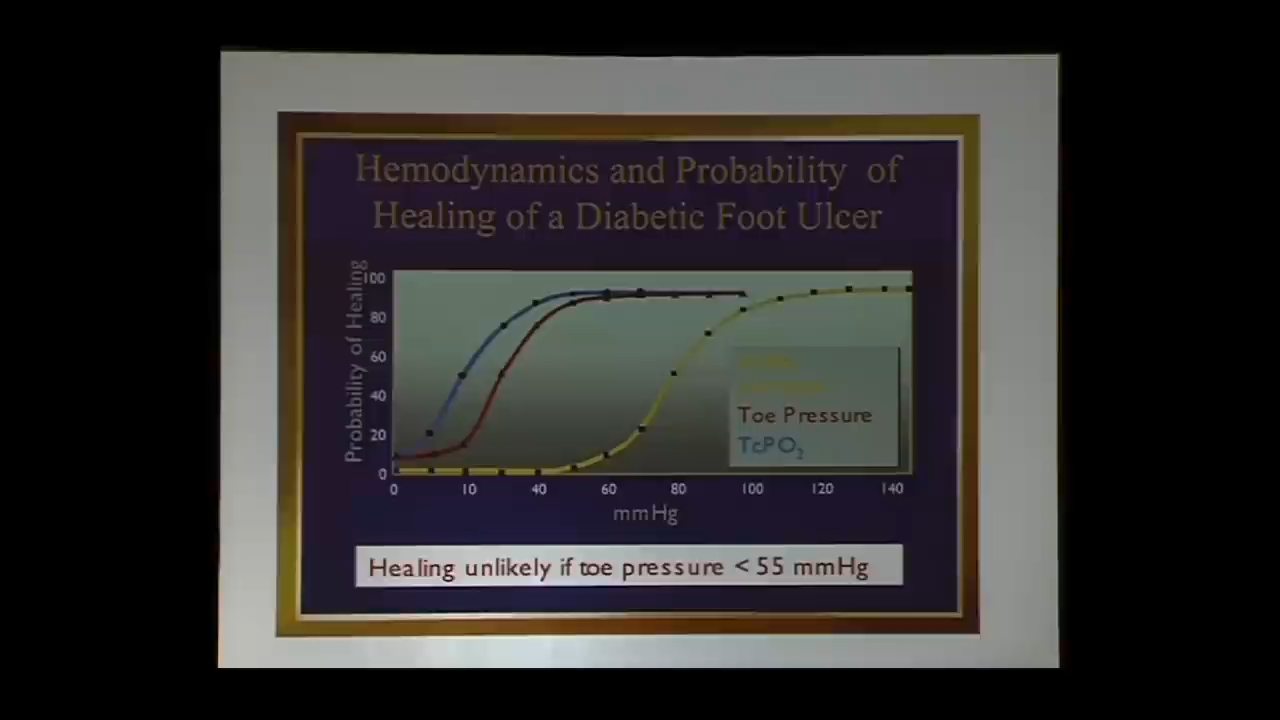 Hemodynamics and Probability of
Healing of a Diabetic Foot Ulcer
Probability of Healing
100
80
60
40
20
0
0 10 40 60 80 100 120 140
mmHg
Toe Pressure
TcPO₂
Healing unlikely if toe pressure < 55 mmHg